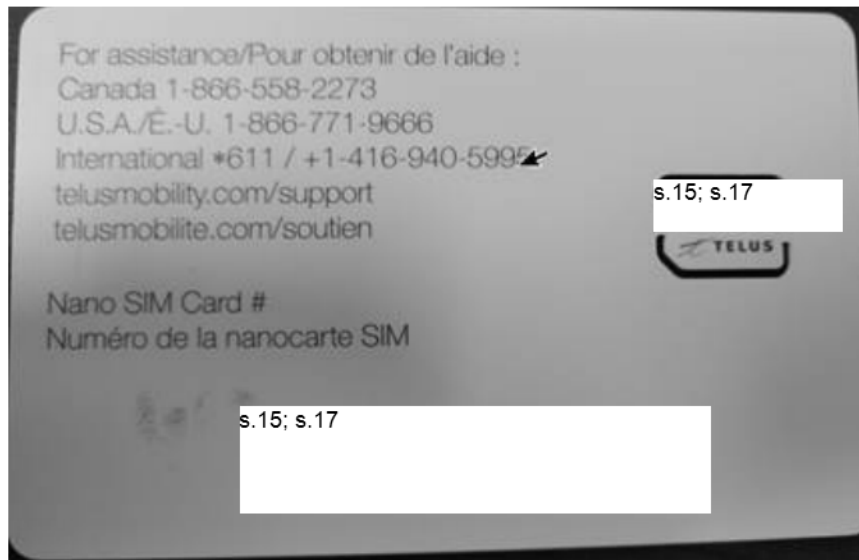 For assistance/Pour obtenir de l'aide :
Canada 1-866-558-2273
U.S.A./É.-U. 1-866-771-9666
International *611 / +1-416-940-5995
telusmobility.com/support
telusmobilite.com/soutien
s.15; s.17
TELUS
Nano SIM Card #
Numéro de la nanocarte SIM
s.15; s.17